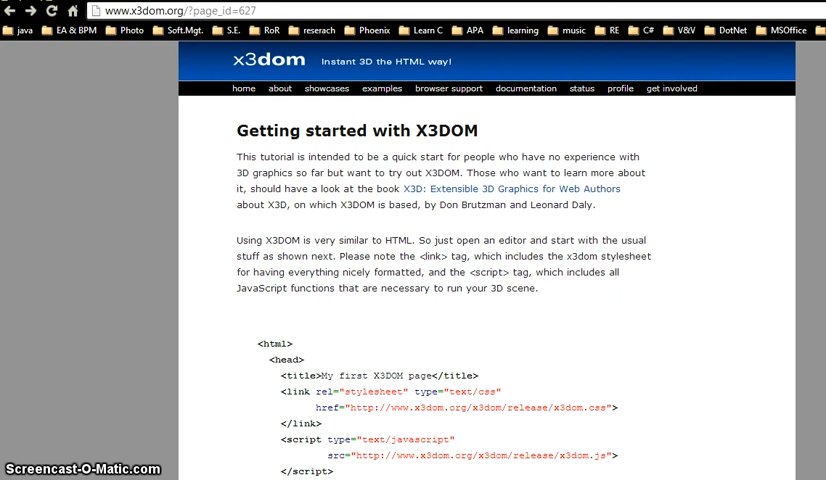 www.x3dom.org/?page_id=627
java EA & BPM Photo Soft.Mgt. S.E. RoR reserach Phoenix Learn C APA learning music RE C# V&V DotNet MSOffice
x3dom Instant 3D the HTML way!
home about showcases examples browser support documentation status profile get involved
Getting started with X3DOM
This tutorial is intended to be a quick start for people who have no experience with
3D graphics so far but want to try out X3DOM. Those who want to learn more about
it, should have a look at the book X3D: Extensible 3D Graphics for Web Authors
about X3D, on which X3DOM is based, by Don Brutzman and Leonard Daly.
Using X3DOM is very similar to HTML. So just open an editor and start with the usual
stuff as shown next. Please note the <link> tag, which includes the x3dom stylesheet
for having everything nicely formatted, and the <script> tag, which includes all
JavaScript functions that are necessary to run your 3D scene.
<html>
<head>
<title>My first X3DOM page</title>
<link rel="stylesheet" type="text/css"
href="http://www.x3dom.org/x3dom/release/x3dom.css">
</link>
<script type="text/javascript"
src="http://www.x3dom.org/x3dom/release/x3dom.js">
</script>
Screencast-O-Matic.com